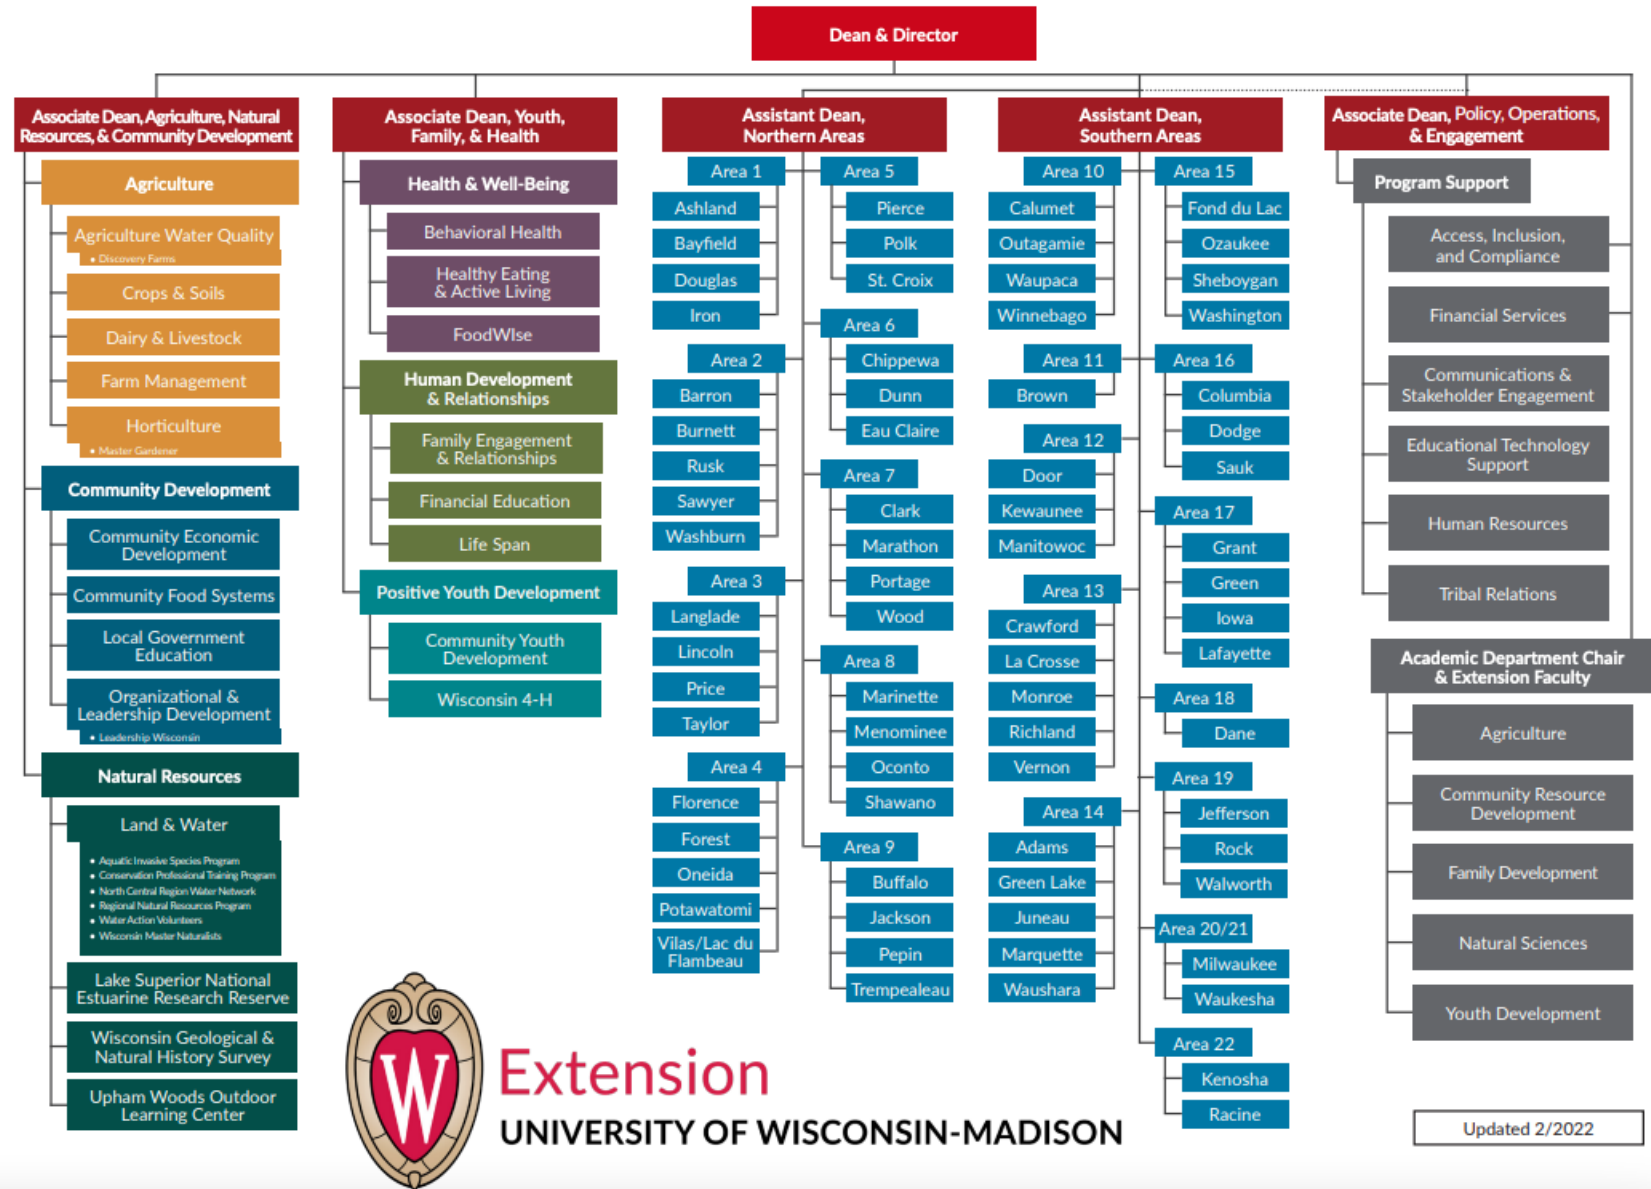 Dean & Director
Associate Dean, Agriculture, Natural
Resources, & Community Development
Agriculture
Agriculture Water Quality
• Discovery Farms
Crops & Soils
Dairy & Livestock
Farm Management
Horticulture
• Master Gardener
Community Development
Community Economic
Development
Community Food Systems
Local Government
Education
Organizational &
Leadership Development
• Leadership Wisconsin
Natural Resources
Land & Water
• Aquatic Invasive Species Program
• Conservation Professional Training Program
• North Central Region Water Network
• Regional Natural Resources Program
• Water Action Volunteers
• Wisconsin Master Naturalists
Lake Superior National
Estuarine Research Reserve
Wisconsin Geological &
Natural History Survey
Upham Woods Outdoor
Learning Center
Associate Dean, Youth,
Family, & Health
Health & Well-Being
Behavioral Health
Healthy Eating
& Active Living
FoodWIse
Human Development
& Relationships
Family Engagement
& Relationships
Financial Education
Life Span
Positive Youth Development
Community Youth
Development
Wisconsin 4-H
Assistant Dean,
Northern Areas
Area 1
Ashland
Bayfield
Douglas
Iron
Area 2
Barron
Burnett
Rusk
Sawyer
Washburn
Area 3
Langlade
Lincoln
Price
Taylor
Area 4
Florence
Forest
Oneida
Potawatomi
Vilas/Lac du
Flambeau
Area 5
Pierce
Polk
St. Croix
Area 6
Chippewa
Dunn
Eau Claire
Area 7
Clark
Marathon
Portage
Wood
Area 8
Marinette
Menominee
Oconto
Shawano
Area 9
Buffalo
Jackson
Pepin
Trempealeau
Assistant Dean,
Southern Areas
Area 10
Calumet
Outagamie
Waupaca
Winnebago
Area 11
Brown
Area 12
Door
Kewaunee
Manitowoc
Area 13
Crawford
La Crosse
Monroe
Richland
Vernon
Area 14
Adams
Green Lake
Juneau
Marquette
Waushara
Area 15
Fond du Lac
Ozaukee
Sheboygan
Washington
Area 16
Columbia
Dodge
Sauk
Area 17
Grant
Green
Iowa
Lafayette
Area 18
Dane
Area 19
Jefferson
Rock
Walworth
Area 20/21
Milwaukee
Waukesha
Area 22
Kenosha
Racine
Associate Dean, Policy, Operations,
& Engagement
Program Support
Access, Inclusion,
and Compliance
Financial Services
Communications &
Stakeholder Engagement
Educational Technology
Support
Human Resources
Tribal Relations
Academic Department Chair
& Extension Faculty
Agriculture
Community Resource
Development
Family Development
Natural Sciences
Youth Development
W
Extension
UNIVERSITY OF WISCONSIN-MADISON
Updated 2/2022